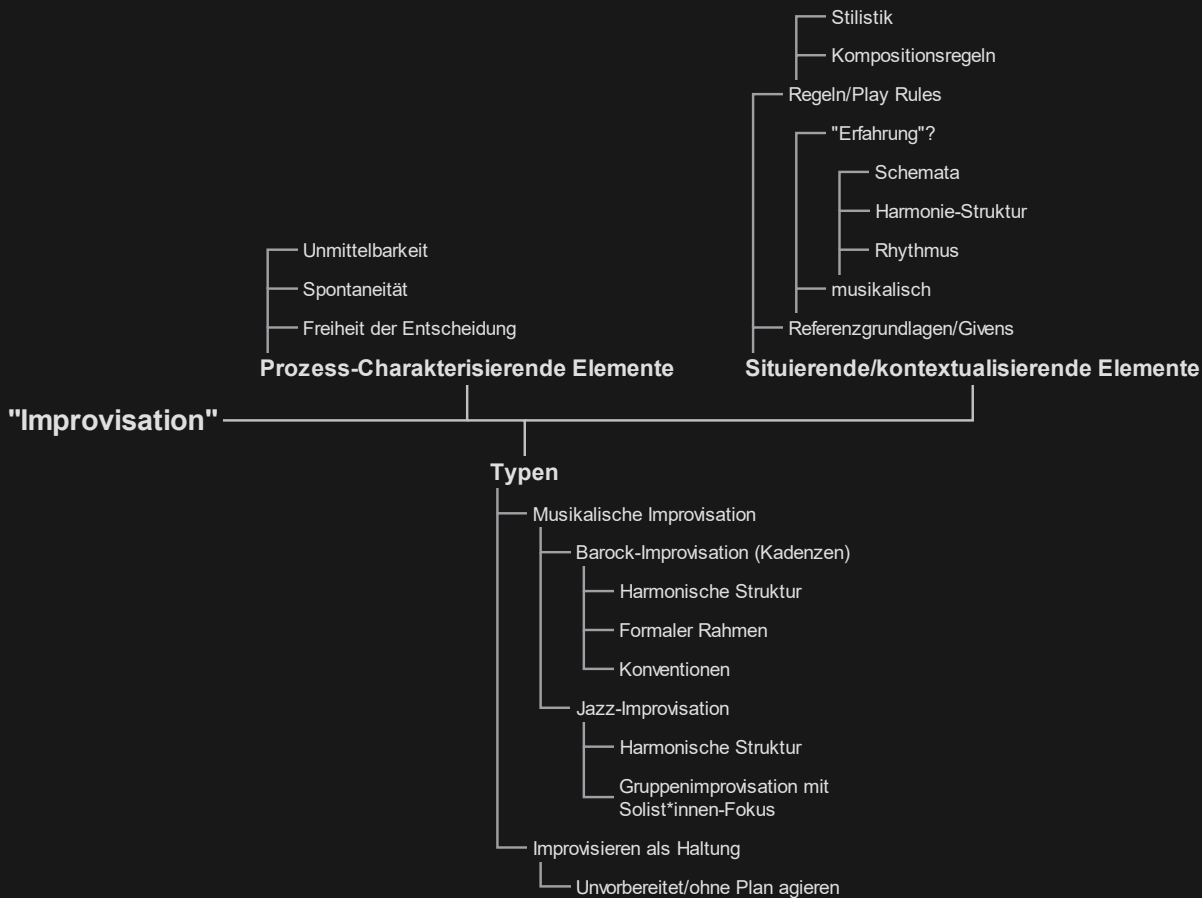 Stilistik
Kompositionsregeln
Regeln/Play Rules
"Erfahrung"?
Schemata
Harmonie-Struktur
Rhythmus
musikalisch
Referenzgrundlagen/Givens
Situierende/kontextualisierende Elemente
Unmittelbarkeit
Spontaneität
Freiheit der Entscheidung
Prozess-Charakterisierende Elemente
"Improvisation"
Typen
Musikalische Improvisation
Barock-Improvisation (Kadenzen)
Harmonische Struktur
Formaler Rahmen
Konventionen
Jazz-Improvisation
Harmonische Struktur
Gruppenimprovisation mit
Solist*innen-Fokus
Improvisieren als Haltung
Unvorbereitet/ohne Plan agieren